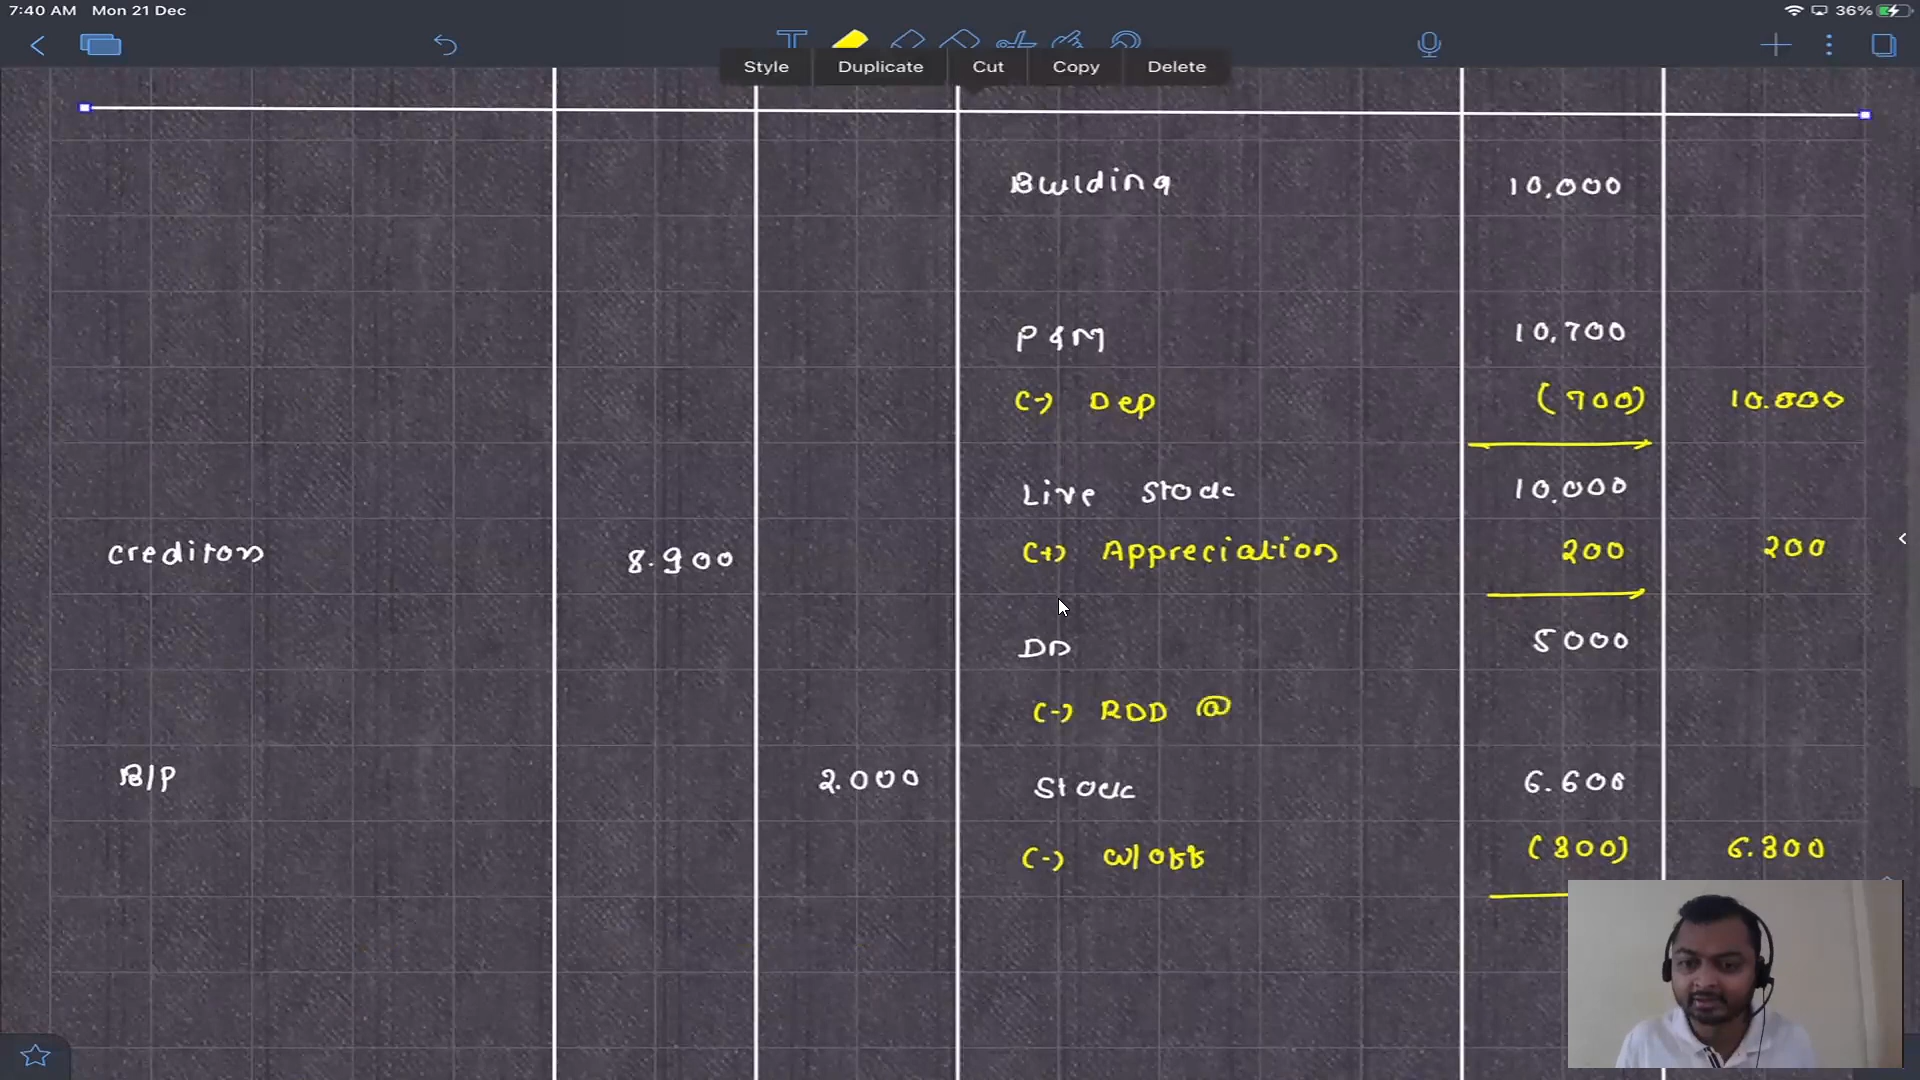 7:40 AM Mon 21 Dec
36%
Style Duplicate Cut Copy Delete
Building 10,000
P & M 10,700
(-) Dep (700) 10.000
Live Stock 10,000
(+) Appreciation 200 200
Creditors 8.900
DD 5000
(-) RDD @
B/P 2.000
Stock 6.600
(-) w/off (300) 6.300